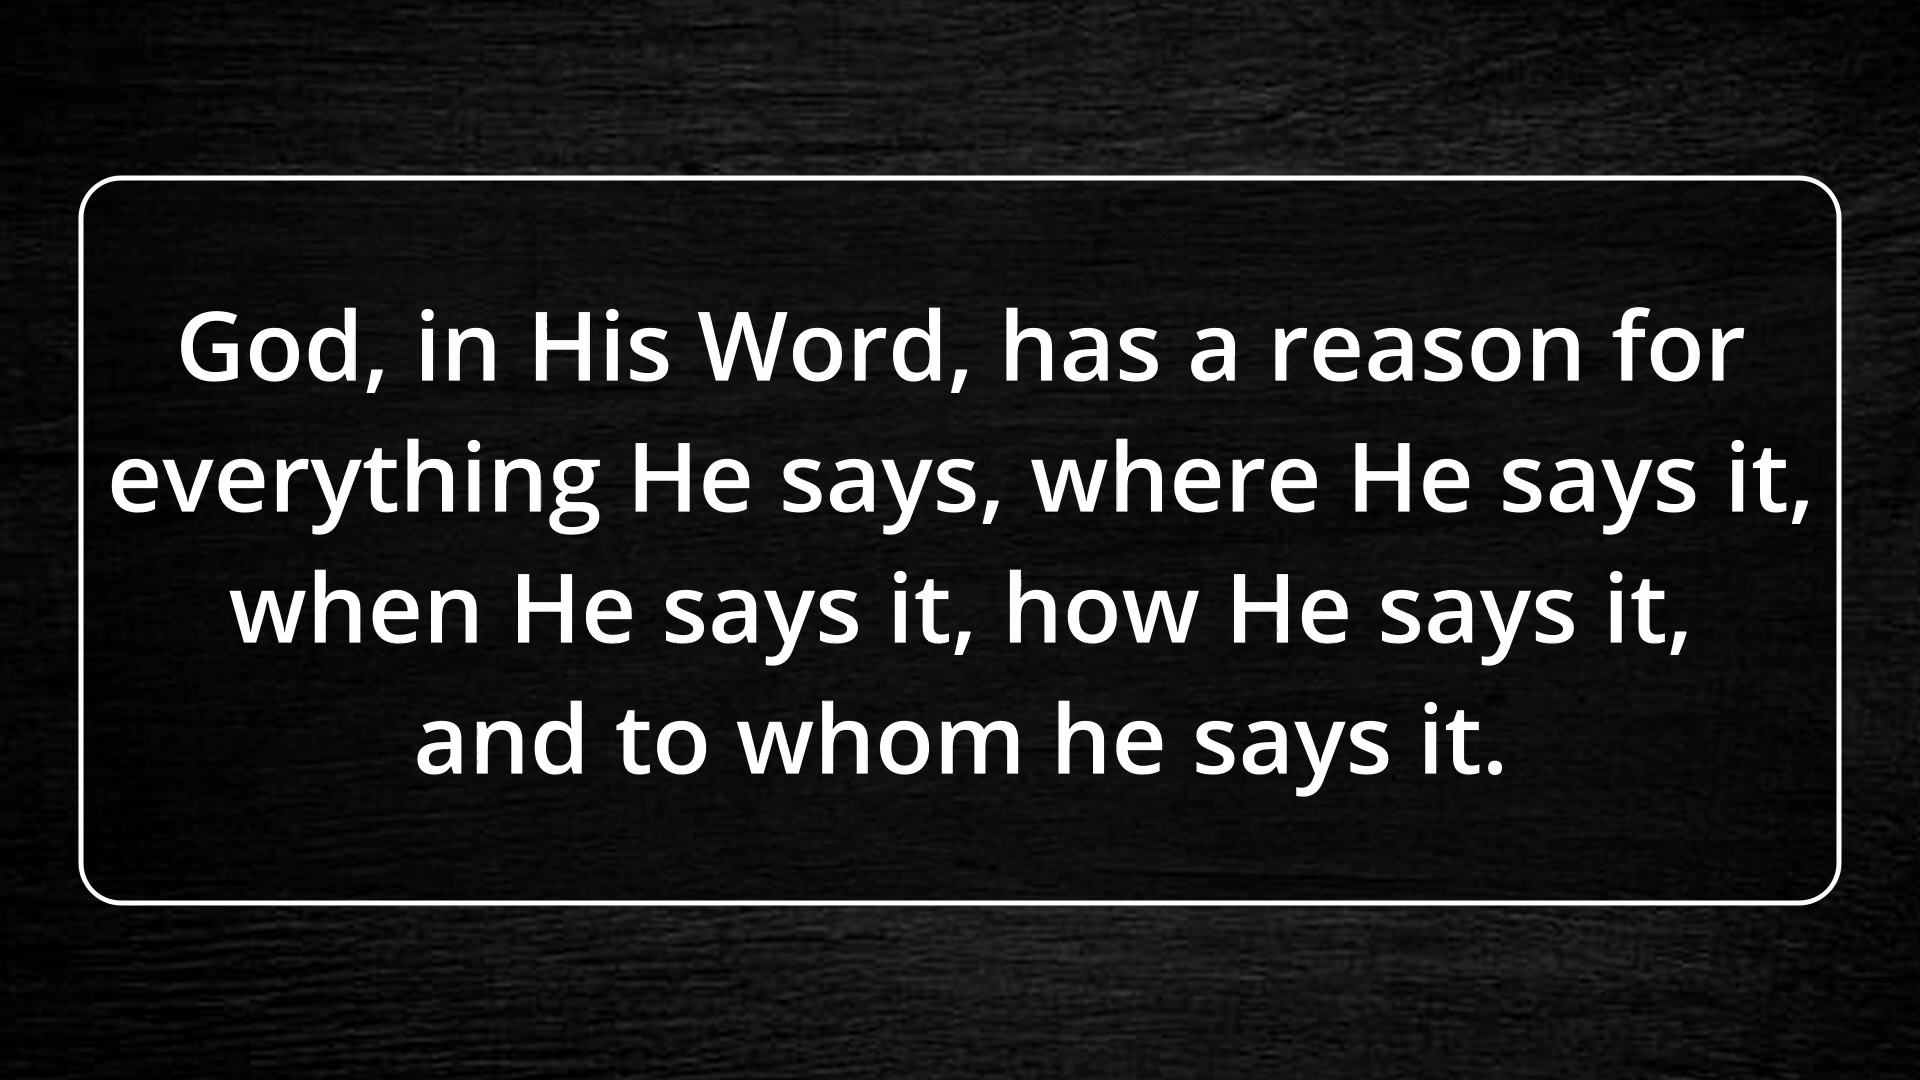 God, in His Word, has a reason for
everything He says, where He says it,
when He says it, how He says it,
and to whom he says it.